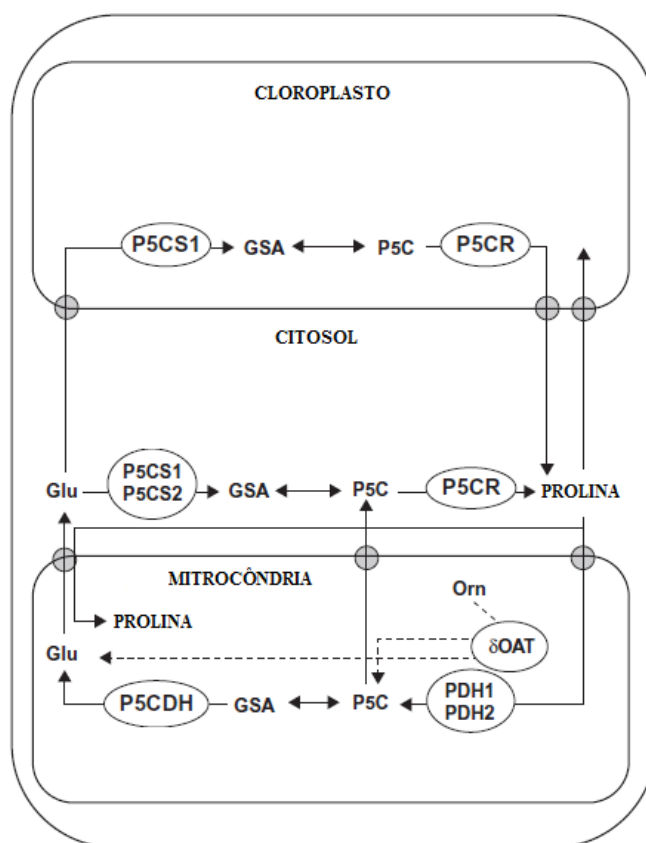 CLOROPLASTO
P5CS1 GSA P5C P5CR
CITOSOL
P5CS1
P5CS2
Glu GSA P5C P5CR PROLINA
MITROCÔNDRIA
Orn
PROLINA
δOAT
Glu
PDH1
PDH2
P5CDH GSA P5C